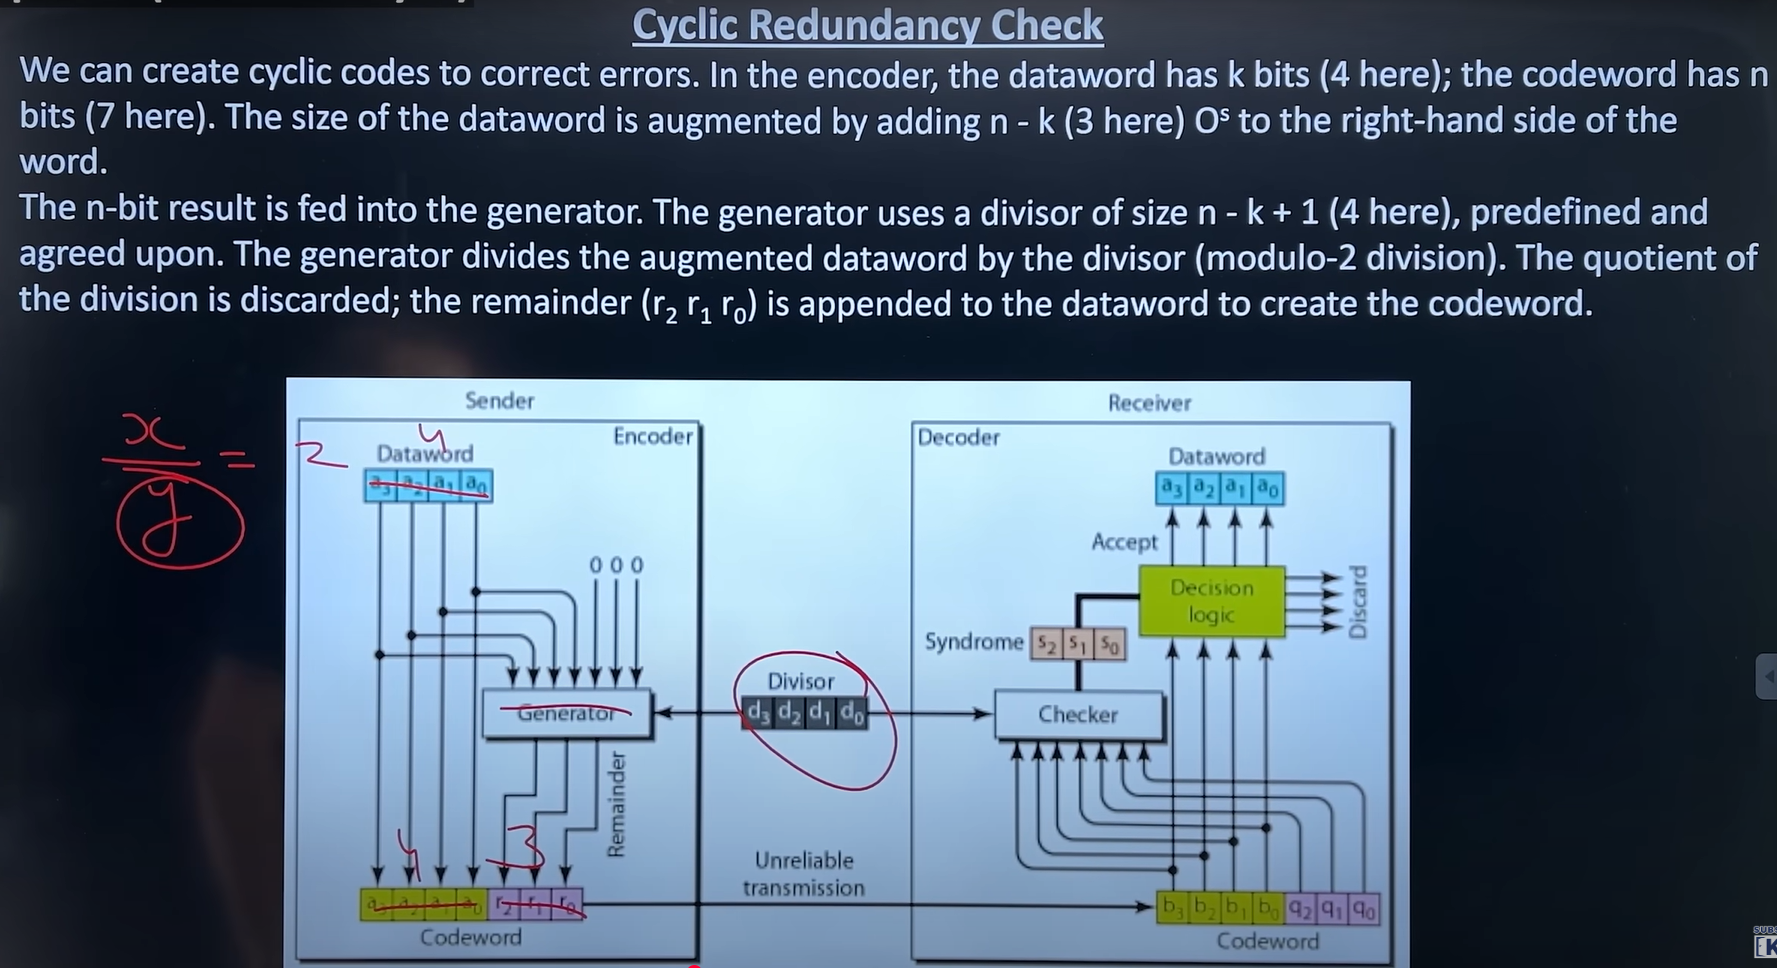 Cyclic Redundancy Check
We can create cyclic codes to correct errors. In the encoder, the dataword has k bits (4 here); the codeword has n
bits (7 here). The size of the dataword is augmented by adding n - k (3 here) Oˢ to the right-hand side of the
word.
The n-bit result is fed into the generator. The generator uses a divisor of size n - k + 1 (4 here), predefined and
agreed upon. The generator divides the augmented dataword by the divisor (modulo-2 division). The quotient of
the division is discarded; the remainder (r₂ r₁ r₀) is appended to the dataword to create the codeword.
x
y
=
2
Sender
Encoder
4
Dataword
a₃ a₂ a₁ a₀
0 0 0
Generator
Remainder
4
3
a₃ a₂ a₁ a₀ r₂ r₁ r₀
Codeword
Divisor
d₃ d₂ d₁ d₀
Unreliable
transmission
Receiver
Decoder
Dataword
a₃ a₂ a₁ a₀
Accept
Decision
logic
Discard
Syndrome s₂ s₁ s₀
Checker
b₃ b₂ b₁ b₀ q₂ q₁ q₀
Codeword